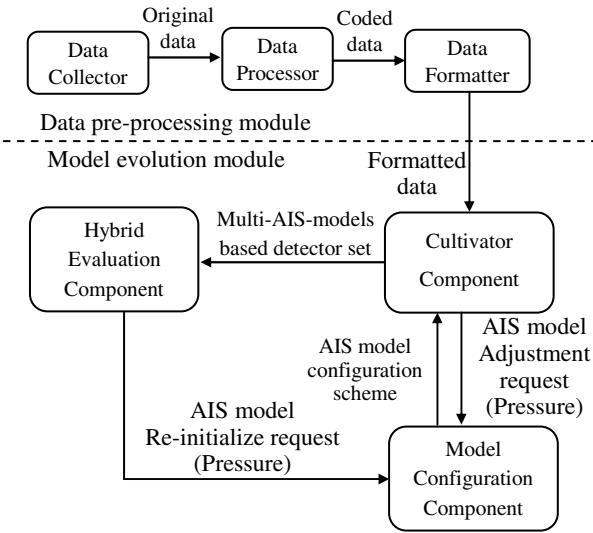 Original
data
Coded
data
Data
Collector
Data
Processor
Data
Formatter
Data pre-processing module
Model evolution module
Formatted
data
Hybrid
Evaluation
Component
Multi-AIS-models
based detector set
Cultivator
Component
AIS model
configuration
scheme
AIS model
Adjustment
request
(Pressure)
AIS model
Re-initialize request
(Pressure)
Model
Configuration
Component